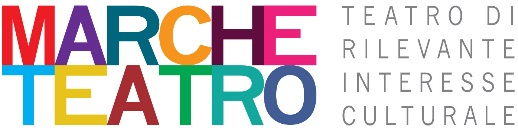 MARCHE
TEATRO
TEATRO DI
RILEVANTE
INTERESSE
CULTURALE